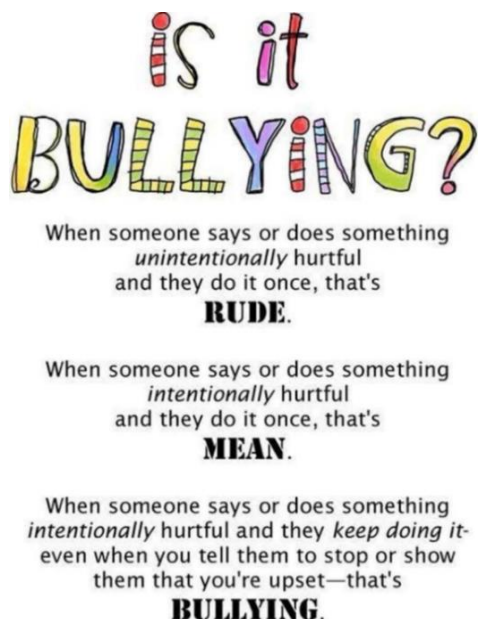 is it
BULLYiNG?
When someone says or does something
unintentionally hurtful
and they do it once, that's
RUDE.
When someone says or does something
intentionally hurtful
and they do it once, that's
MEAN.
When someone says or does something
intentionally hurtful and they keep doing it-
even when you tell them to stop or show
them that you're upset—that's
BULLYING.